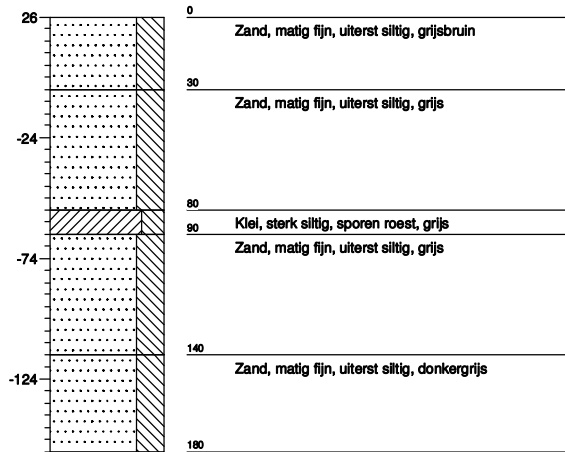 26
0
Zand, matig fijn, uiterst siltig, grijsbruin
30
Zand, matig fijn, uiterst siltig, grijs
-24
80
Klei, sterk siltig, sporen roest, grijs
90
Zand, matig fijn, uiterst siltig, grijs
-74
140
Zand, matig fijn, uiterst siltig, donkergrijs
-124
180